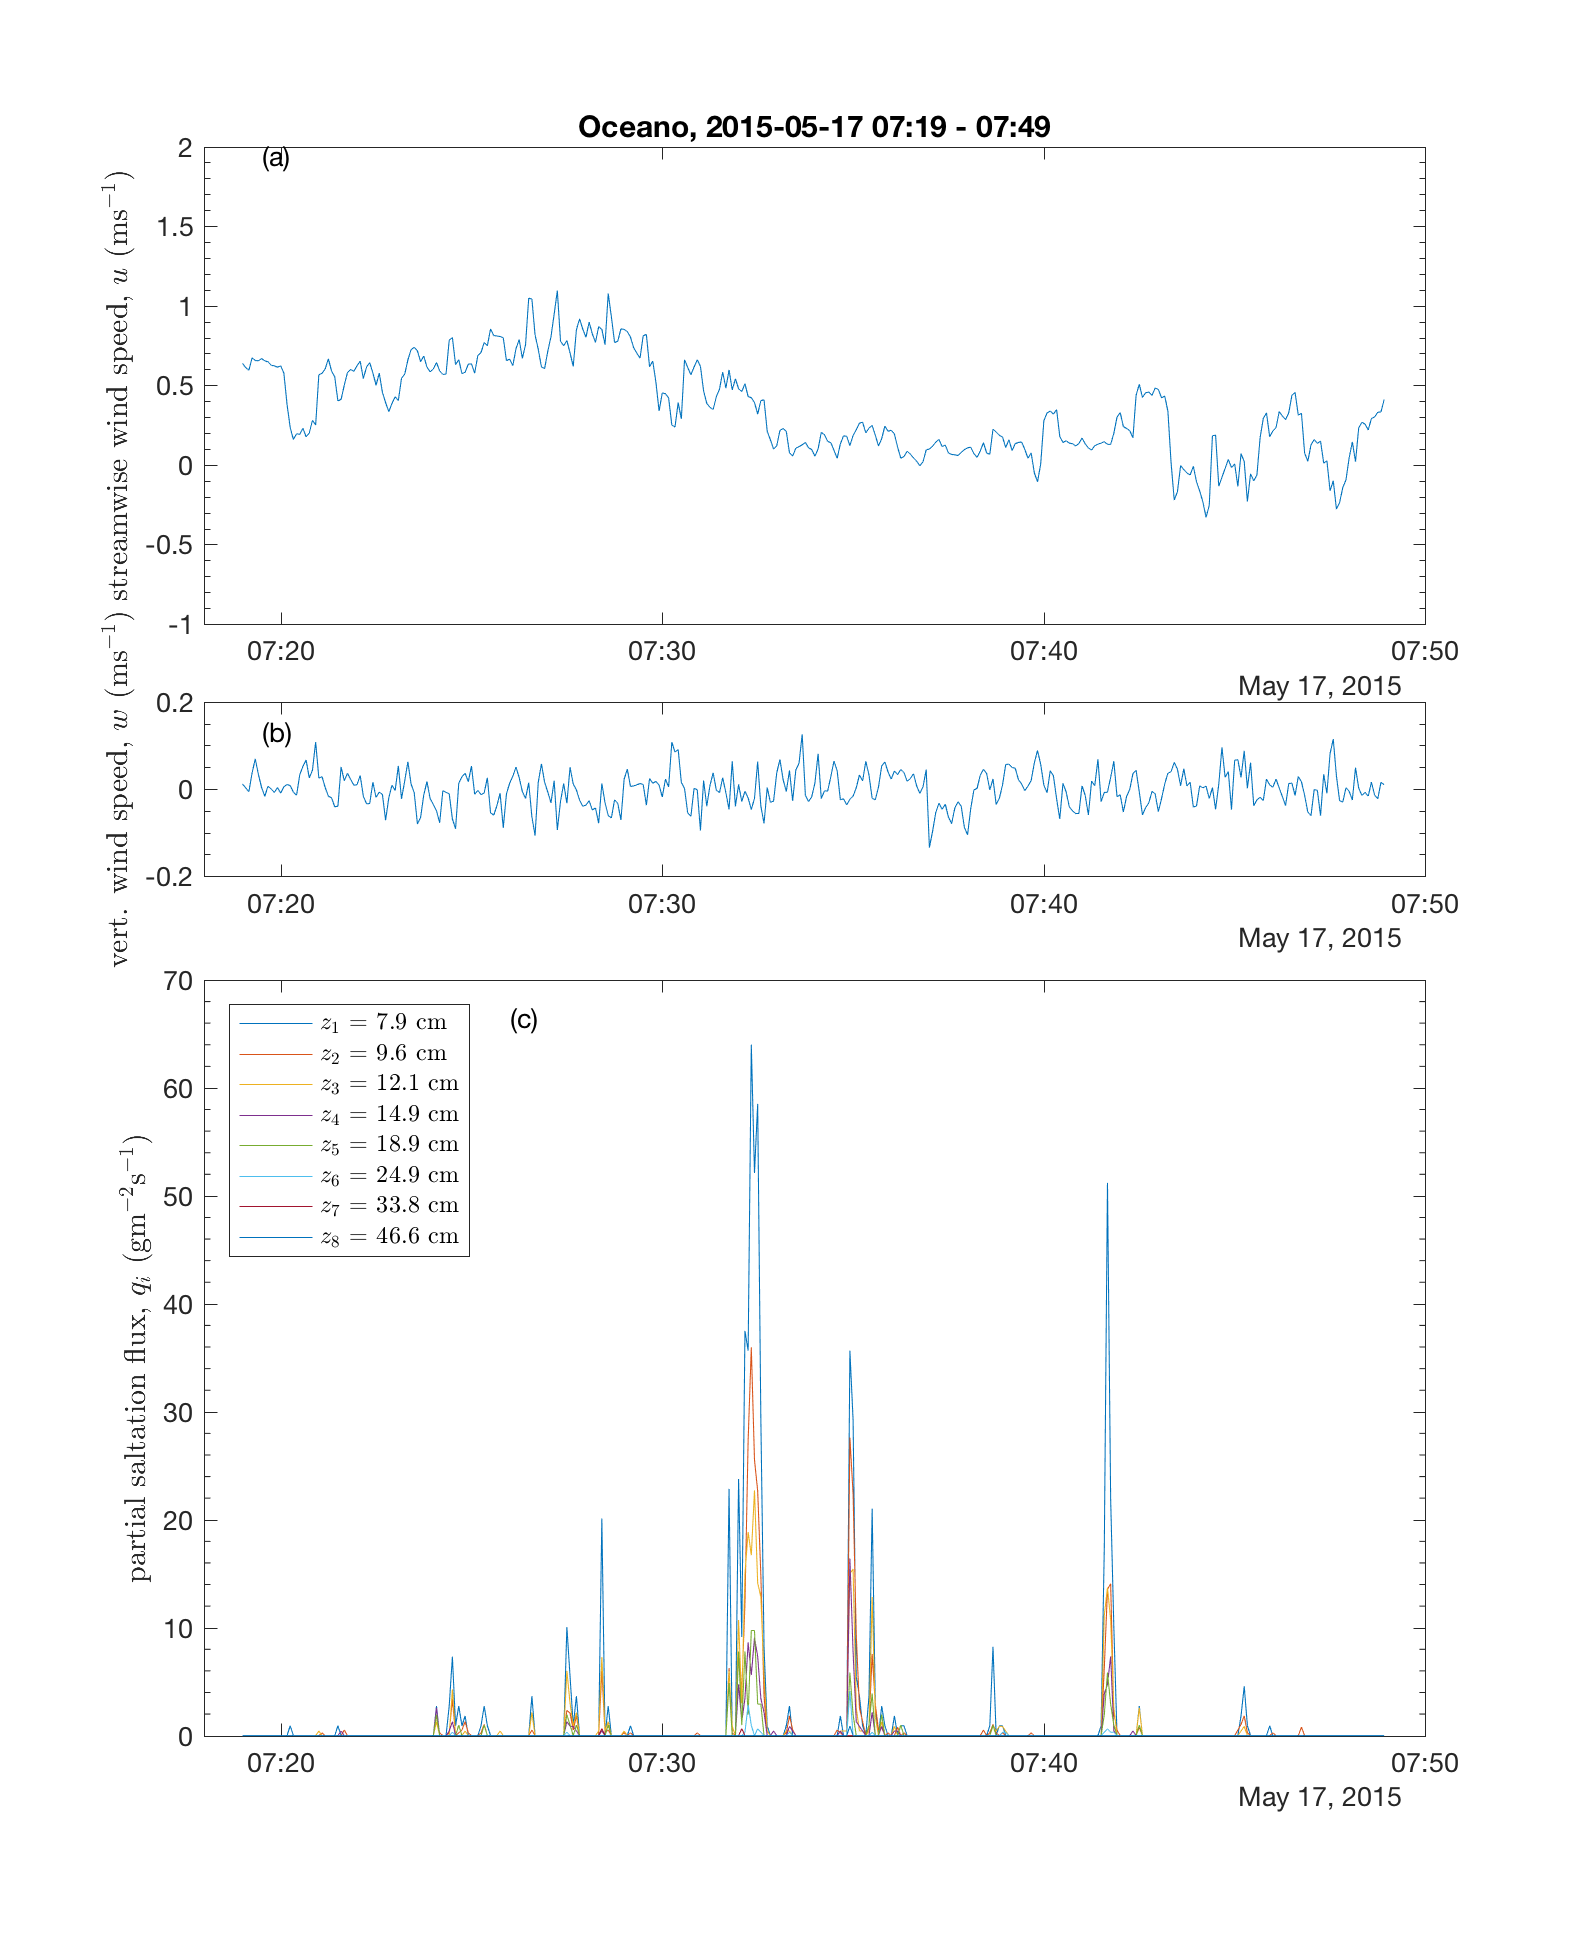 Oceano, 2015-05-17 07:19 - 07:49
(a)
streamwise wind speed, u (ms⁻¹)
2
1.5
1
0.5
0
-0.5
-1
07:20 07:30 07:40 07:50
May 17, 2015
(b)
vert. wind speed, w (ms⁻¹)
0.2
0
-0.2
07:20 07:30 07:40 07:50
May 17, 2015
(c)
partial saltation flux, qᵢ (gm⁻²s⁻¹)
70
60
50
40
30
20
10
0
z₁ = 7.9 cm
z₂ = 9.6 cm
z₃ = 12.1 cm
z₄ = 14.9 cm
z₅ = 18.9 cm
z₆ = 24.9 cm
z₇ = 33.8 cm
z₈ = 46.6 cm
07:20 07:30 07:40 07:50
May 17, 2015